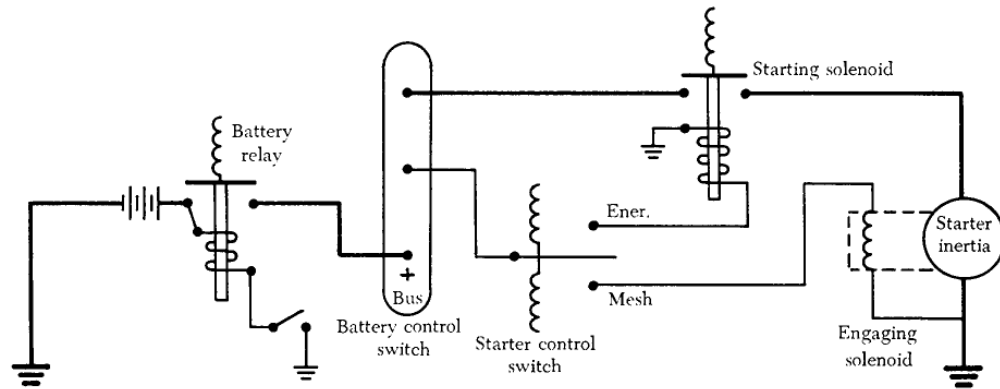 Starting solenoid
Battery
relay
Ener.
Starter
inertia
+
Bus
Mesh
Battery control
switch
Starter control
switch
Engaging
solenoid